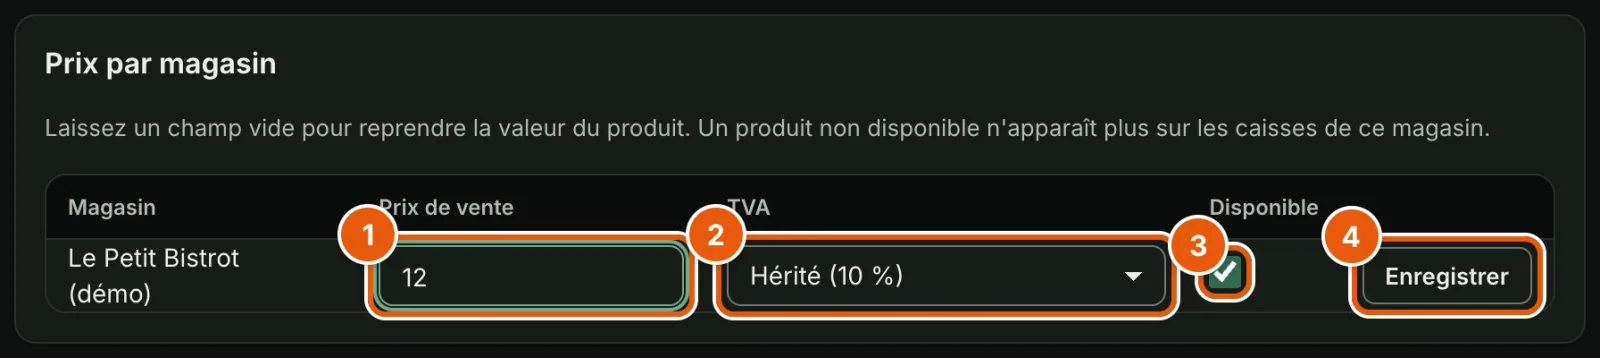 Prix par magasin
Laissez un champ vide pour reprendre la valeur du produit. Un produit non disponible n'apparaît plus sur les caisses de ce magasin.
Magasin Prix de vente TVA Disponible
1 2 3 4
Le Petit Bistrot
(démo)
12 Hérité (10 %) Enregistrer